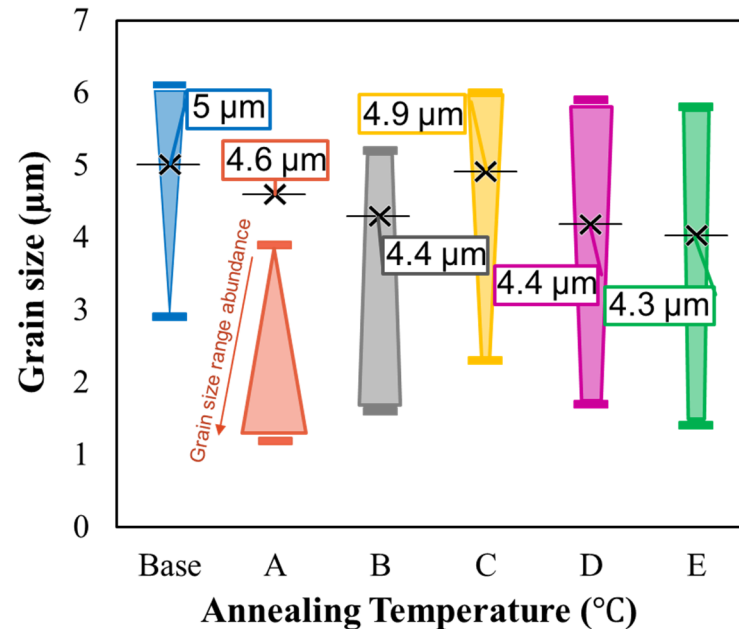 7
6
5
4
3
2
1
0
Grain size (μm)
5 μm
4.6 μm
4.4 μm
4.9 μm
4.4 μm
4.3 μm
Grain size range abundance
Base A B C D E
Annealing Temperature (℃)